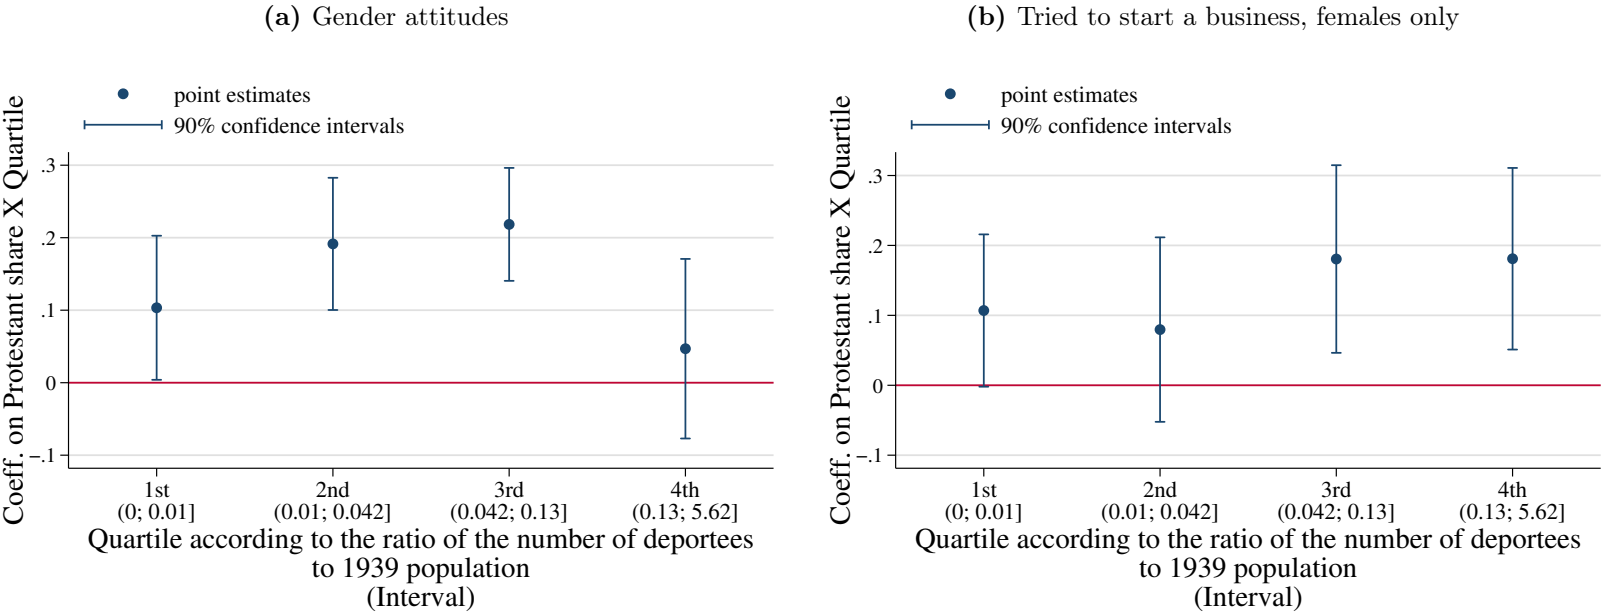 (a) Gender attitudes
point estimates
90% confidence intervals
Coeff. on Protestant share X Quartile
.3
.2
.1
0
-.1
1st 2nd 3rd 4th
(0; 0.01] (0.01; 0.042] (0.042; 0.13] (0.13; 5.62]
Quartile according to the ratio of the number of deportees
to 1939 population
(Interval)
(b) Tried to start a business, females only
point estimates
90% confidence intervals
Coeff. on Protestant share X Quartile
.3
.2
.1
0
-.1
1st 2nd 3rd 4th
(0; 0.01] (0.01; 0.042] (0.042; 0.13] (0.13; 5.62]
Quartile according to the ratio of the number of deportees
to 1939 population
(Interval)